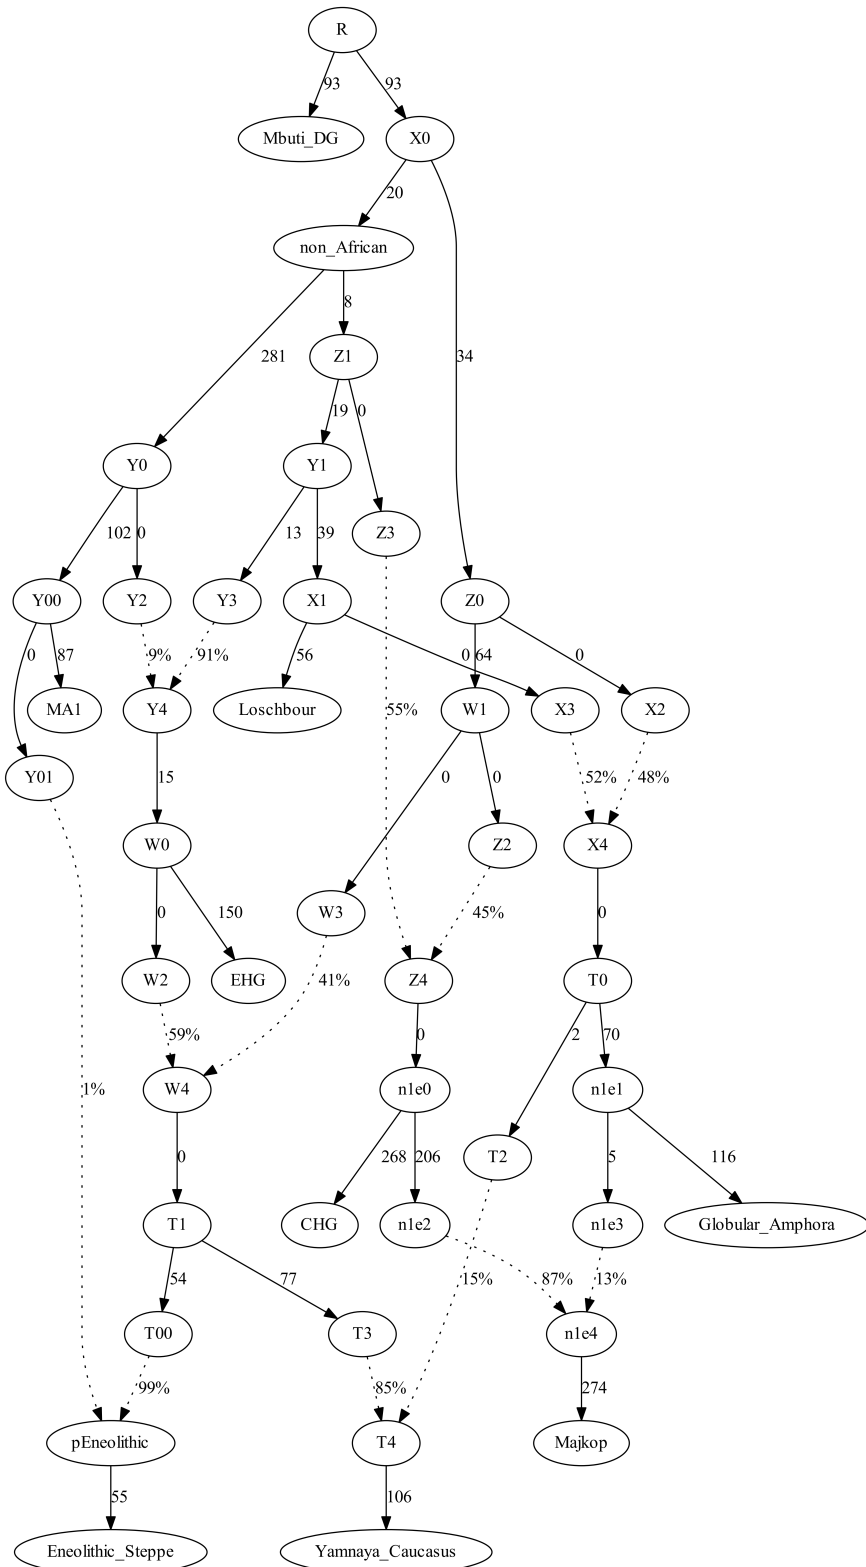 R
93 93
Mbuti_DG X0
20
non_African
8
281 34
Z1
19 0
Y0 Y1
102 0 13 39 Z3
Y00 Y2 Y3 X1 Z0
0 87 9% 91% 56 0 64 0
MA1 Y4 Loschbour 55% W1 X3 X2
Y01 15 0 0 52% 48%
W0 Z2 X4
0 150 W3 45% 0
W2 EHG 41% Z4 T0
59% 0 2 70
1% W4 n1e0 n1e1
0 268 206 T2 5 116
T1 CHG n1e2 n1e3 Globular_Amphora
54 77 15% 87% 13%
T00 T3 n1e4
99% 85% 274
pEneolithic T4 Majkop
55 106
Eneolithic_Steppe Yamnaya_Caucasus